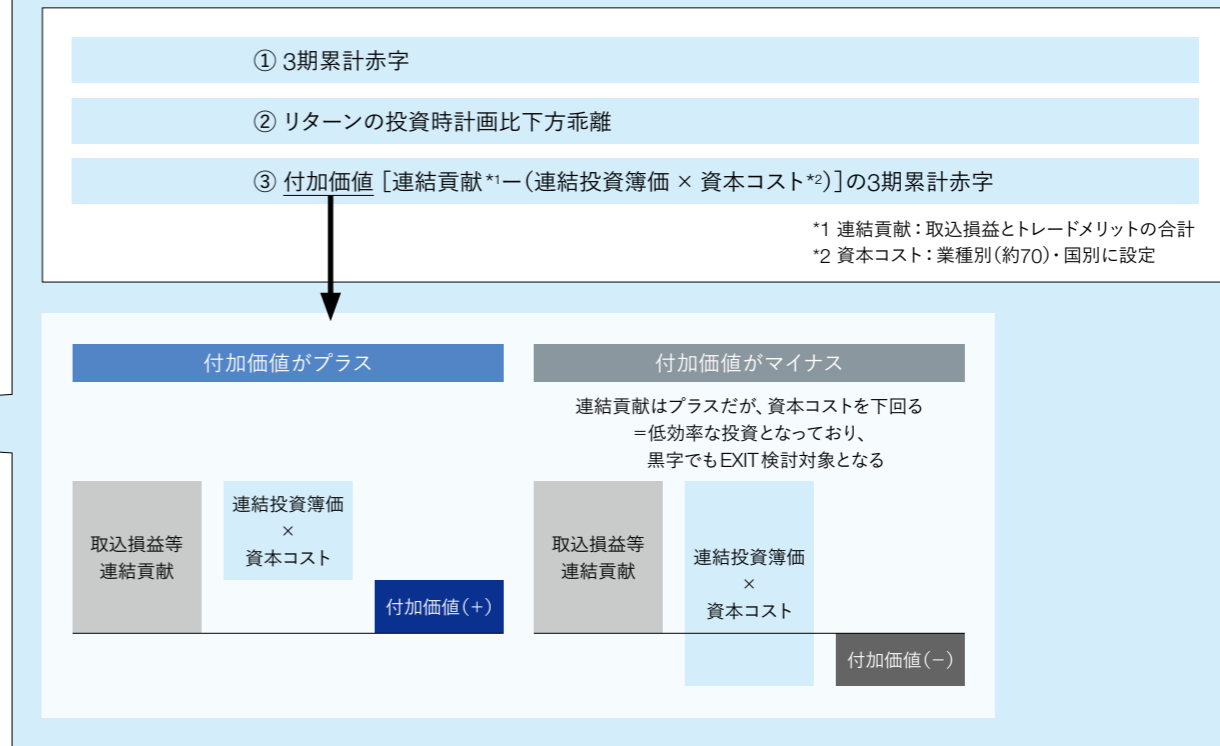 ① 3期累計赤字
② リターンの投資時計画比下方乖離
③ 付加価値［連結貢献*1ー（連結投資簿価 × 資本コスト*2）］の3期累計赤字
*1 連結貢献：取込損益とトレードメリットの合計
*2 資本コスト：業種別（約70）・国別に設定
付加価値がプラス
付加価値がマイナス
連結貢献はプラスだが、資本コストを下回る
＝低効率な投資となっており、
黒字でもEXIT検討対象となる
取込損益等
連結貢献
連結投資簿価
×
資本コスト
付加価値（+）
取込損益等
連結貢献
連結投資簿価
×
資本コスト
付加価値（−）